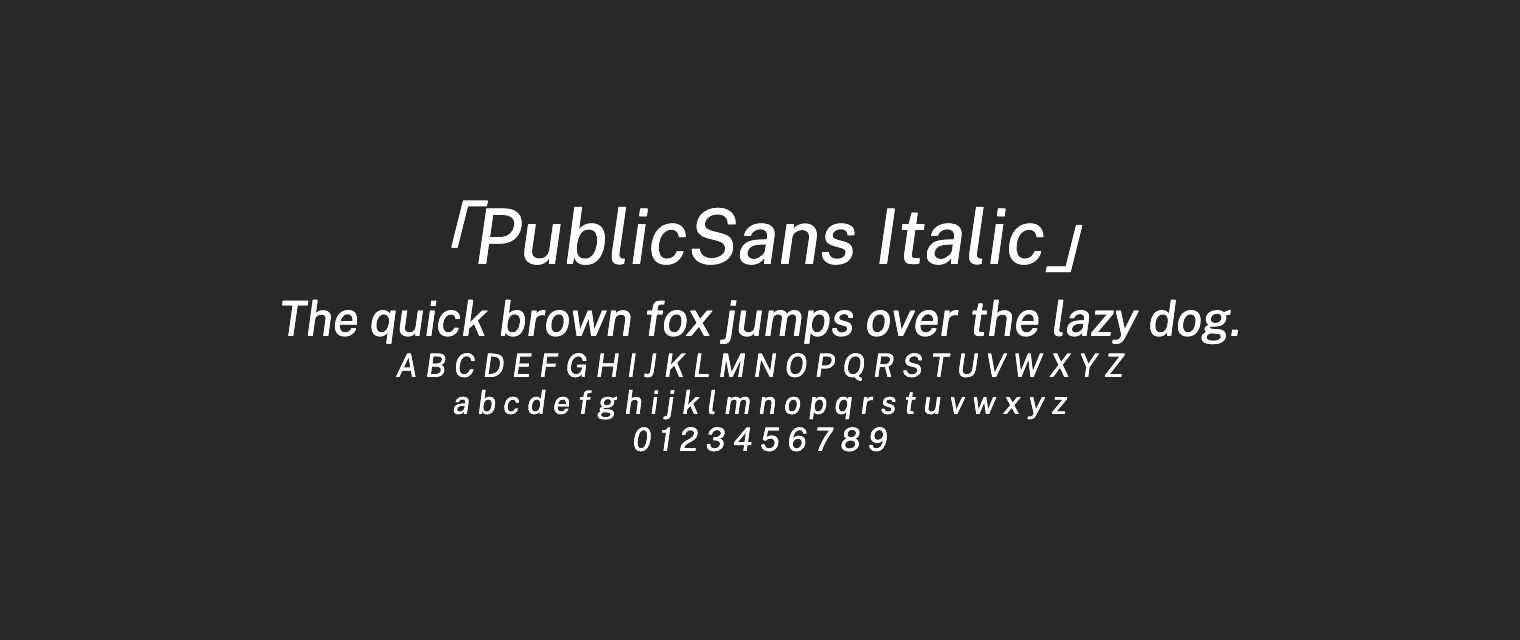 「PublicSans Italic」
The quick brown fox jumps over the lazy dog.
A B C D E F G H I J K L M N O P Q R S T U V W X Y Z
a b c d e f g h i j k l m n o p q r s t u v w x y z
0 1 2 3 4 5 6 7 8 9